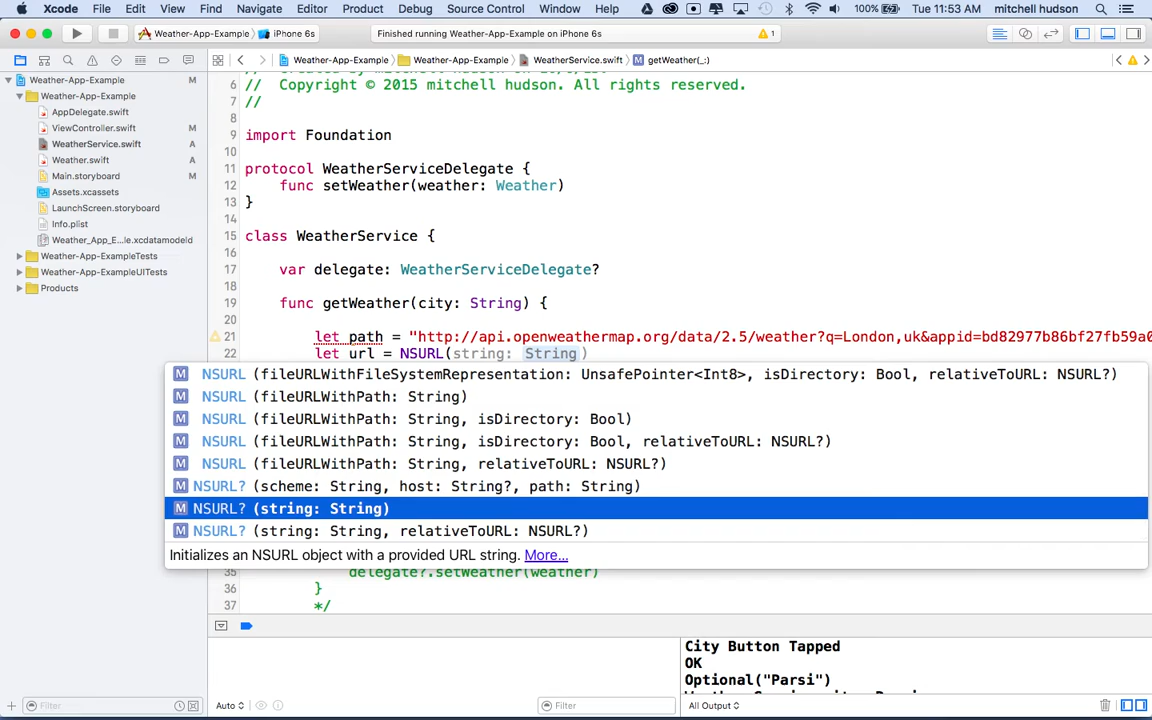 Xcode File Edit View Find Navigate Editor Product Debug Source Control Window Help 100% Tue 11:53 AM mitchell hudson
Weather-App-Example iPhone 6s Finished running Weather-App-Example on iPhone 6s 1
Weather-App-Example Weather-App-Example WeatherService.swift getWeather(_:)
Weather-App-Example M
Weather-App-Example
AppDelegate.swift
ViewController.swift M
WeatherService.swift A
Weather.swift A
Main.storyboard M
Assets.xcassets
LaunchScreen.storyboard
Info.plist
Weather_App_E...le.xcdatamodeld
Weather-App-ExampleTests
Weather-App-ExampleUITests
Products
6 // Copyright © 2015 mitchell hudson. All rights reserved.
7 //
8
9 import Foundation
10
11 protocol WeatherServiceDelegate {
12 func setWeather(weather: Weather)
13 }
14
15 class WeatherService {
16
17 var delegate: WeatherServiceDelegate?
18
19 func getWeather(city: String) {
20
21 let path = "http://api.openweathermap.org/data/2.5/weather?q=London,uk&appid=bd82977b86bf27fb59a0
22 let url = NSURL(string: String)
M NSURL (fileURLWithFileSystemRepresentation: UnsafePointer<Int8>, isDirectory: Bool, relativeToURL: NSURL?)
M NSURL (fileURLWithPath: String)
M NSURL (fileURLWithPath: String, isDirectory: Bool)
M NSURL (fileURLWithPath: String, isDirectory: Bool, relativeToURL: NSURL?)
M NSURL (fileURLWithPath: String, relativeToURL: NSURL?)
M NSURL? (scheme: String, host: String?, path: String)
M NSURL? (string: String)
M NSURL? (string: String, relativeToURL: NSURL?)
Initializes an NSURL object with a provided URL string. More...
35 delegate?.setWeather(weather)
36 }
37 */
City Button Tapped
OK
Optional("Parsi")
Filter Auto Filter All Output